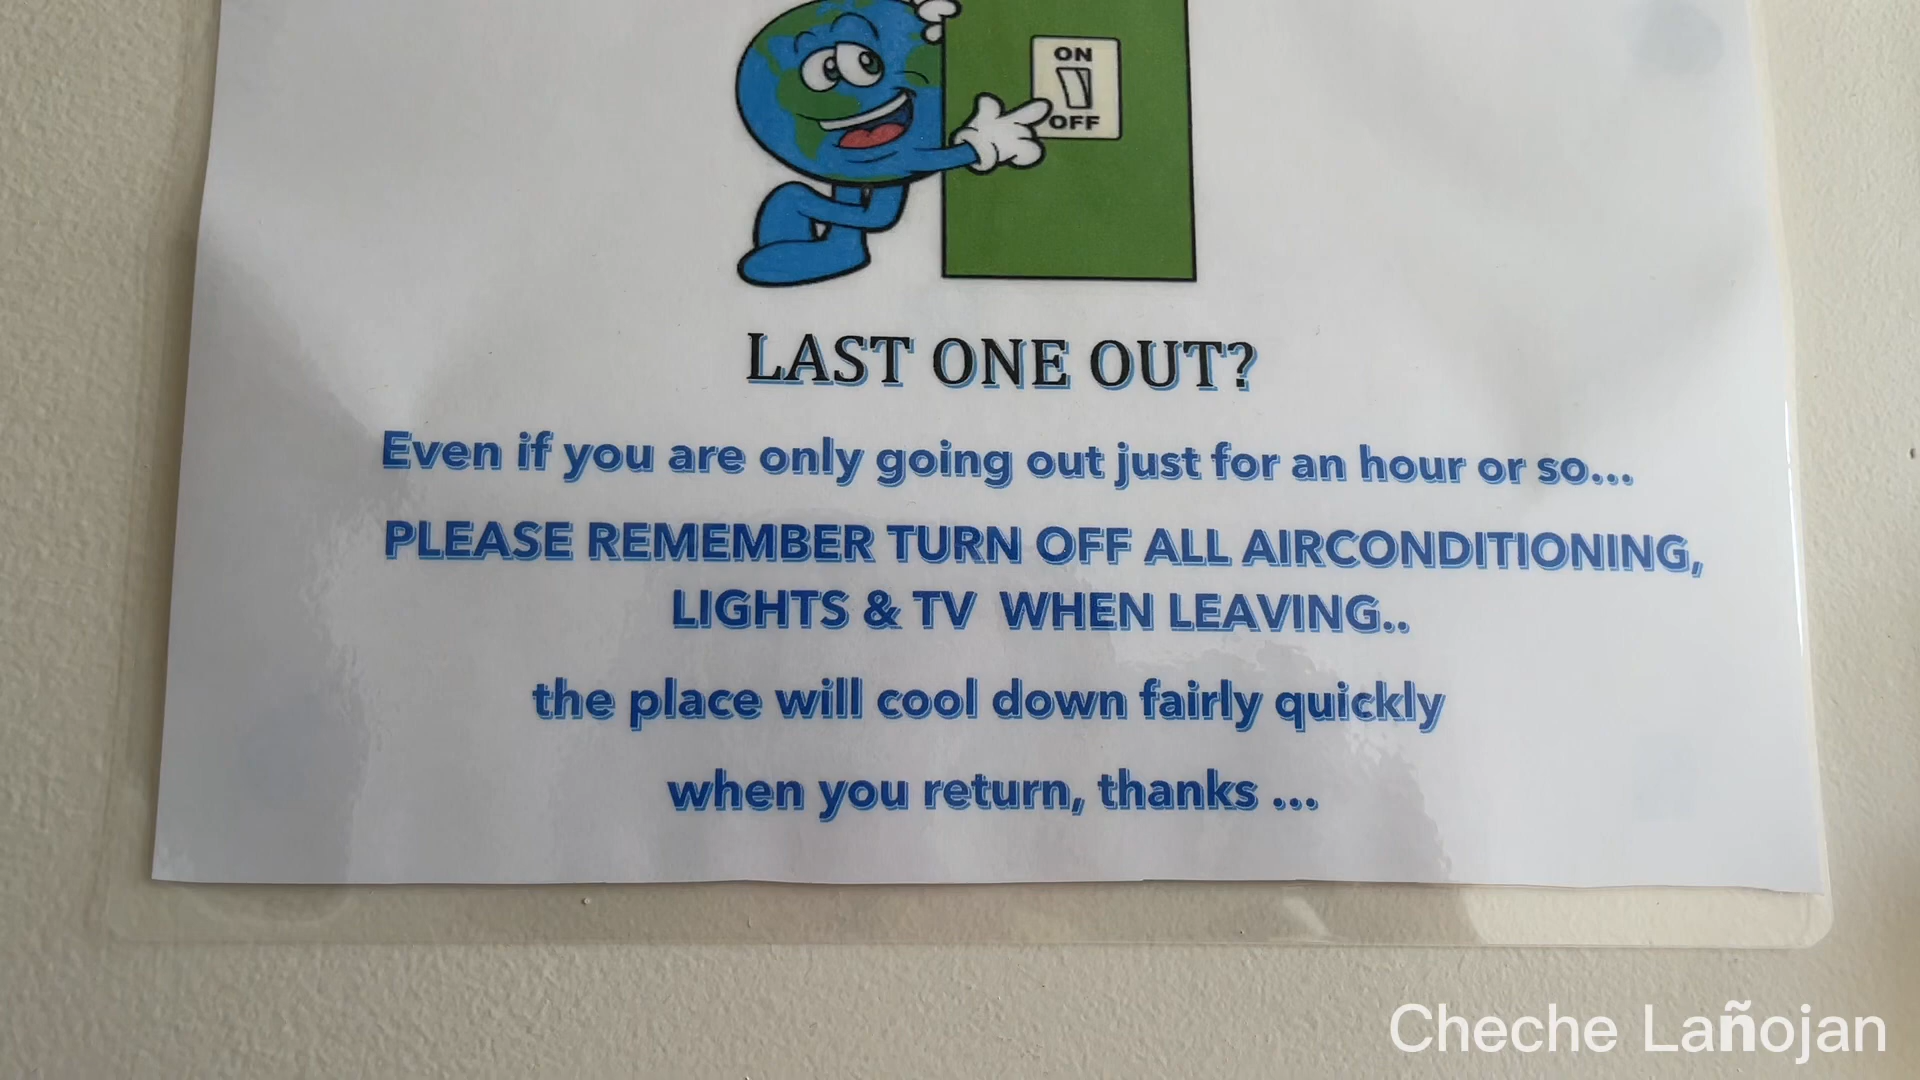 ON
OFF
LAST ONE OUT?
Even if you are only going out just for an hour or so...
PLEASE REMEMBER TURN OFF ALL AIRCONDITIONING,
LIGHTS & TV WHEN LEAVING..
the place will cool down fairly quickly
when you return, thanks ...
Cheche Lañojan